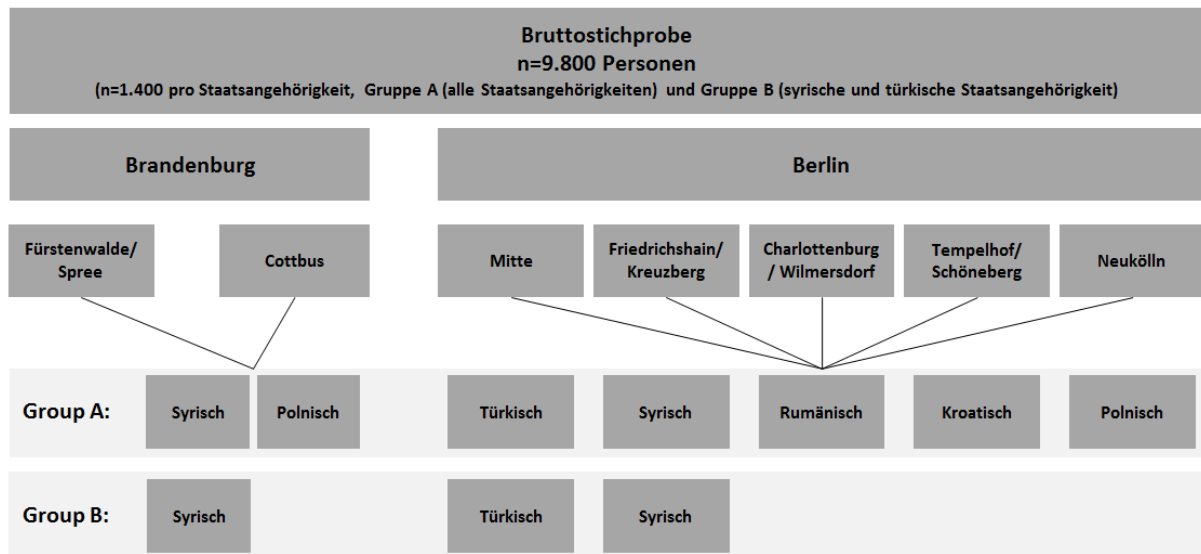 Bruttostichprobe
n=9.800 Personen
(n=1.400 pro Staatsangehörigkeit, Gruppe A (alle Staatsangehörigkeiten) und Gruppe B (syrische und türkische Staatsangehörigkeit)
Brandenburg
Berlin
Fürstenwalde/
Spree
Cottbus
Mitte
Friedrichshain/
Kreuzberg
Charlottenburg
/ Wilmersdorf
Tempelhof/
Schöneberg
Neukölln
Group A:
Syrisch
Polnisch
Türkisch
Syrisch
Rumänisch
Kroatisch
Polnisch
Group B:
Syrisch
Türkisch
Syrisch